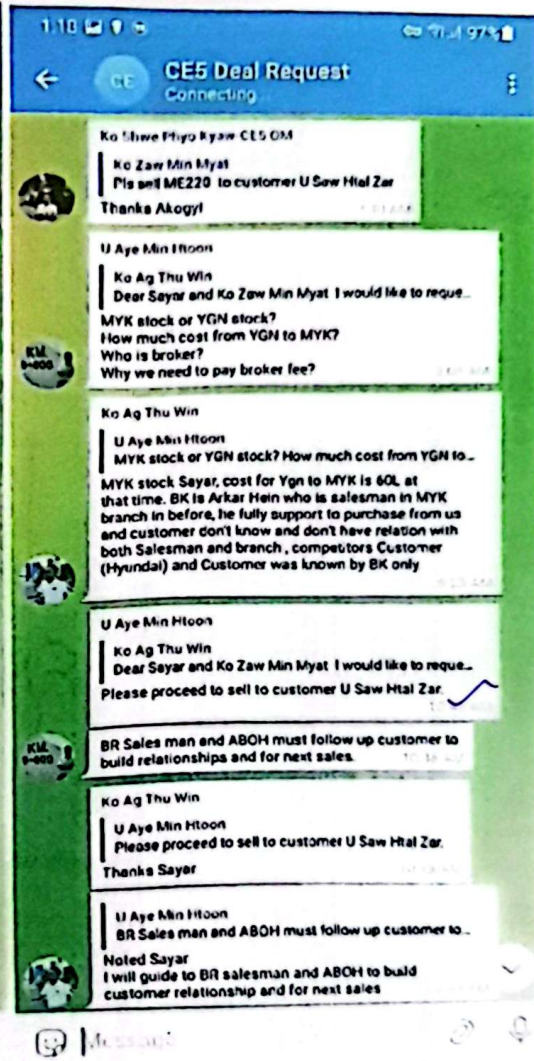 1:10
97%
CE
CE5 Deal Request
Connecting...
Ko Shwe Phyo Kyaw CE5 OM
Ko Zaw Min Myat
Pls sell ME220 to customer U Saw Htal Zar
Thanks Akogyi
U Aye Min Htoon
Ko Ag Thu Win
Dear Sayar and Ko Zaw Min Myat I would like to reque...
MYK stock or YGN stock?
How much cost from YGN to MYK?
Who is broker?
Why we need to pay broker fee?
Ko Ag Thu Win
U Aye Min Htoon
MYK stock or YGN stock? How much cost from YGN to...
MYK stock Sayar, cost for Ygn to MYK is 60L at
that time. BK is Arkar Hein who is salesman in MYK
branch in before, he fully support to purchase from us
and customer don't know and don't have relation with
both Salesman and branch , competitors Customer
(Hyundai) and Customer was known by BK only
U Aye Min Htoon
Ko Ag Thu Win
Dear Sayar and Ko Zaw Min Myat I would like to reque...
Please proceed to sell to customer U Saw Htal Zar.
BR Sales man and ABOH must follow up customer to
build relationships and for next sales.
Ko Ag Thu Win
U Aye Min Htoon
Please proceed to sell to customer U Saw Htal Zar.
Thanks Sayar
U Aye Min Htoon
BR Sales man and ABOH must follow up customer to...
Noted Sayar
I will guide to BR salesman and ABOH to build
customer relationship and for next sales
Message